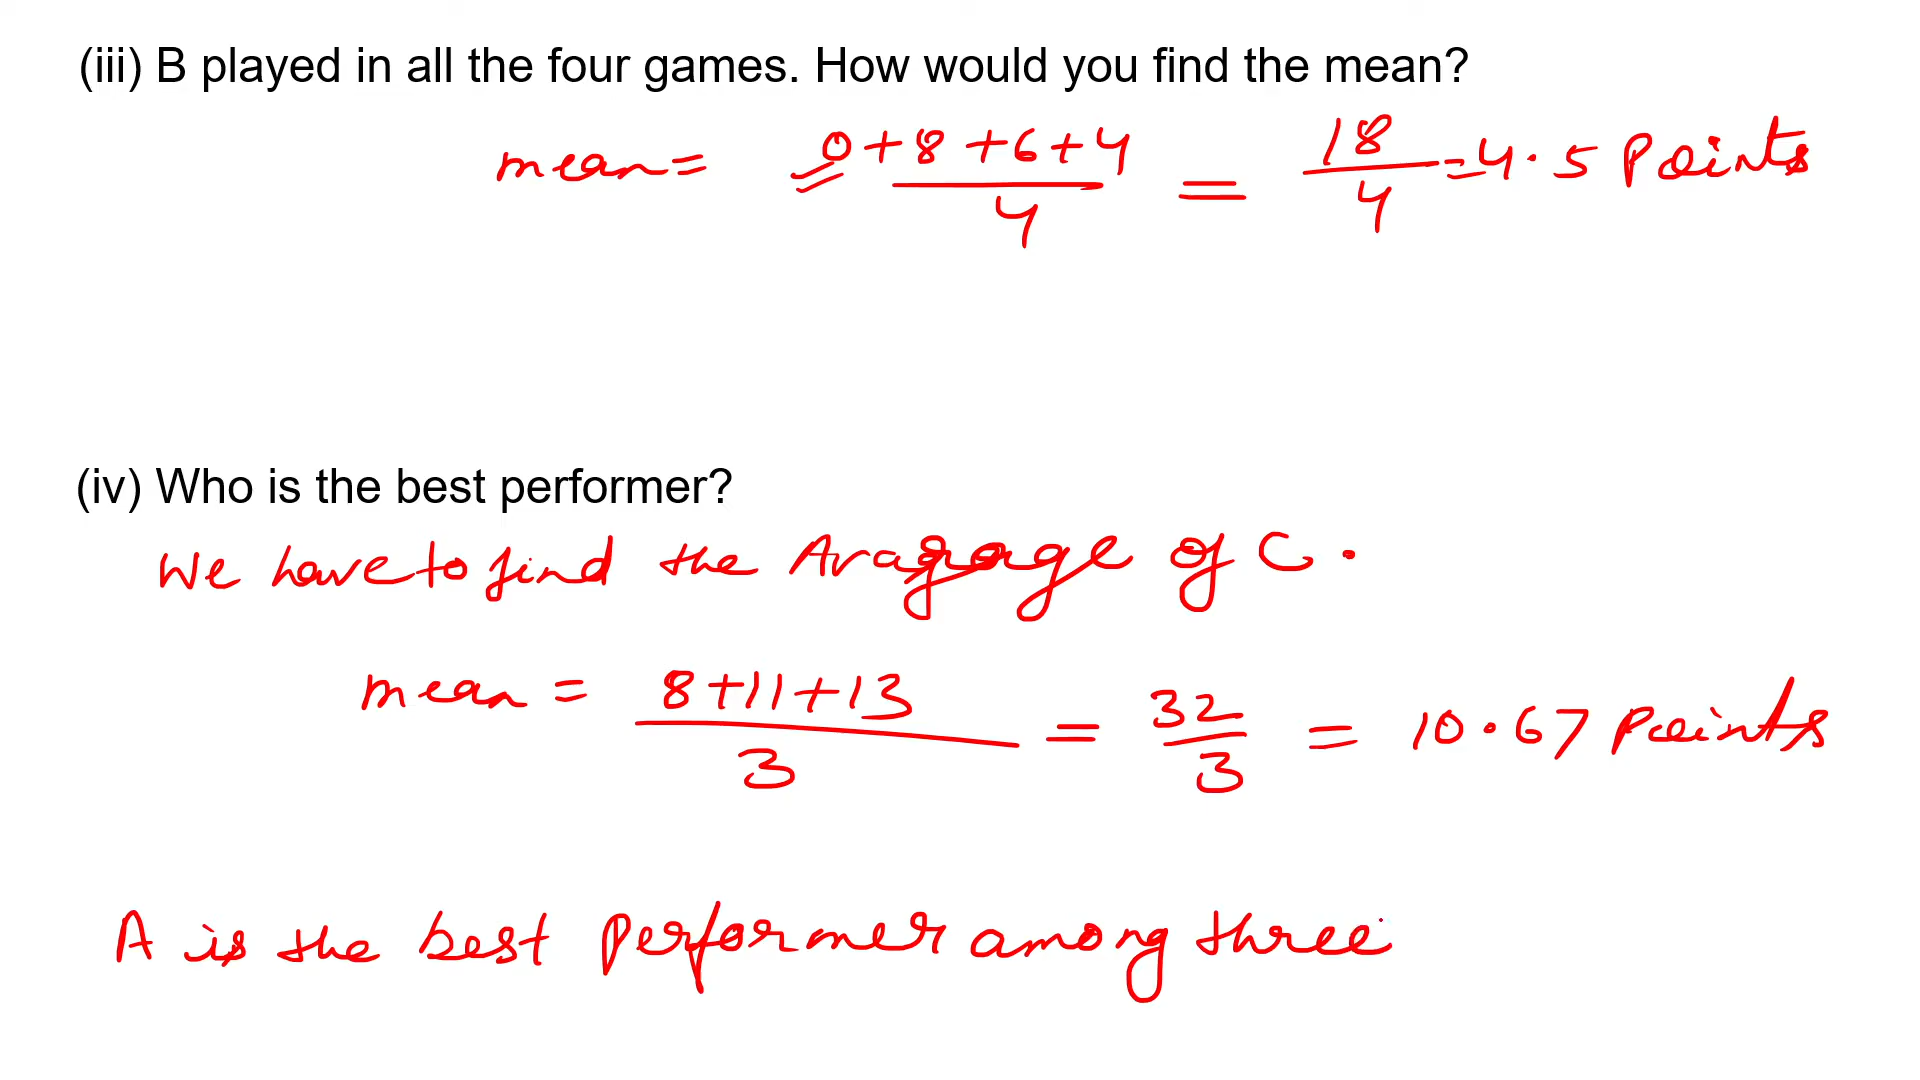 (iii) B played in all the four games. How would you find the mean?
mean = 0+8+6+4/4 = 18/4 = 4.5 Points
(iv) Who is the best performer?
We have to find the Avarage of C.
mean = 8+11+13/3 = 32/3 = 10.67 Points
A is the best Performer among three